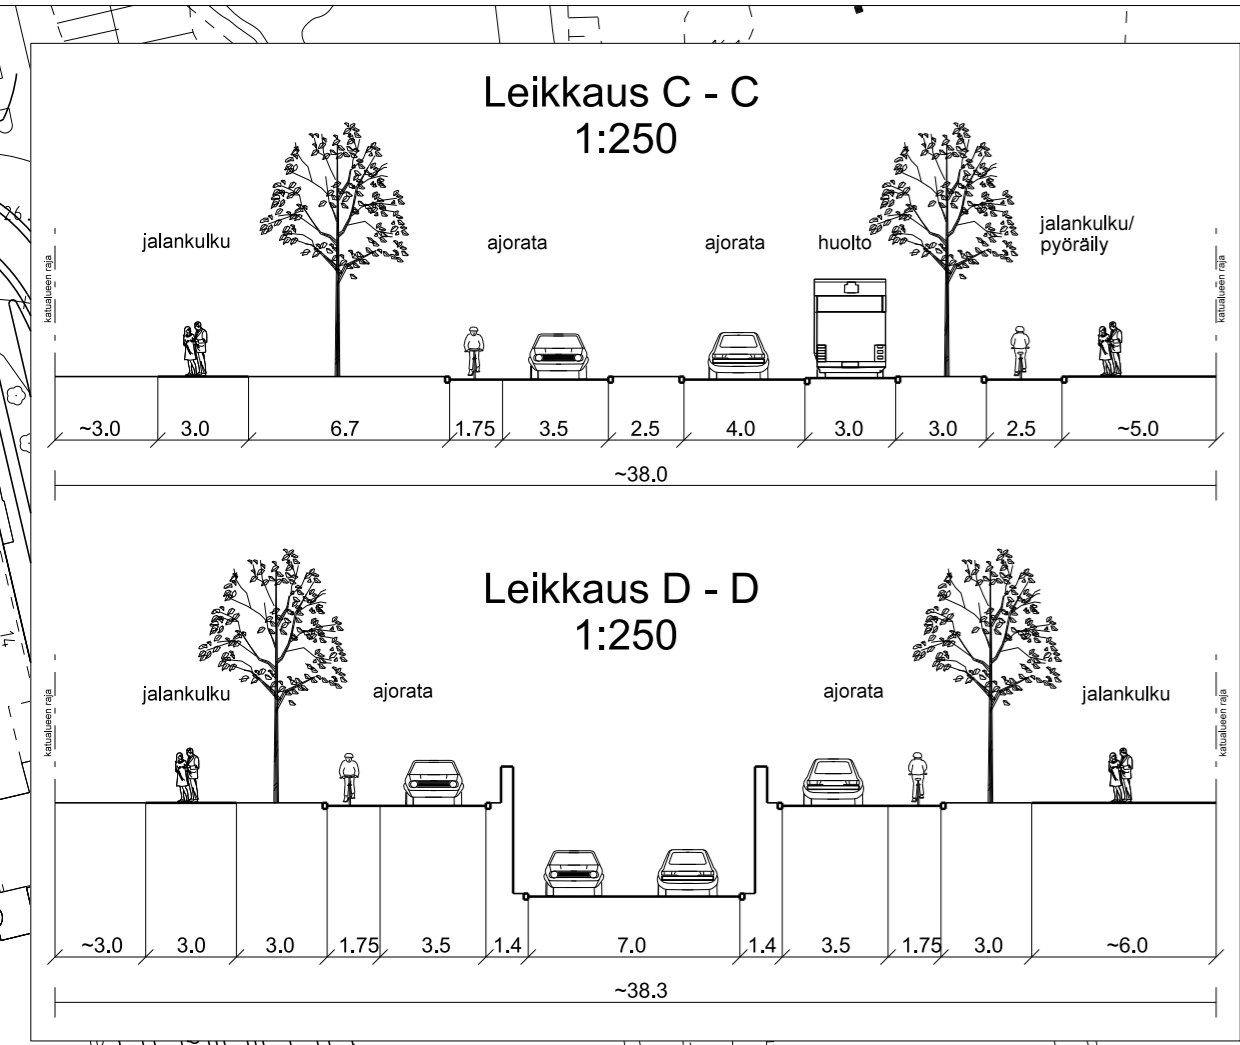 Leikkaus C - C
1:250
jalankulku
ajorata
ajorata
huolto
jalankulku/
pyöräily
katualueen raja
katualueen raja
~3.0 3.0 6.7 1.75 3.5 2.5 4.0 3.0 3.0 2.5 ~5.0
~38.0
Leikkaus D - D
1:250
jalankulku
ajorata
ajorata
jalankulku
katualueen raja
katualueen raja
~3.0 3.0 3.0 1.75 3.5 1.4 7.0 1.4 3.5 1.75 3.0 ~6.0
~38.3
14